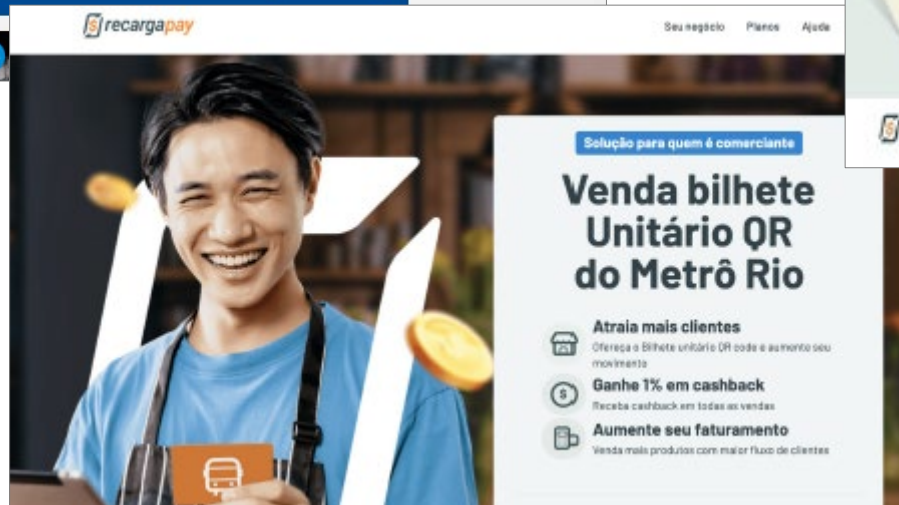 recargapay
Seu negócio Planos Ajuda
Solução para quem é comerciante
Venda bilhete
Unitário QR
do Metrô Rio
Atraia mais clientes
Ofereça o Bilhete unitário QR code e aumente seu
movimento
Ganhe 1% em cashback
Receba cashback em todas as vendas
Aumente seu faturamento
Venda mais produtos com maior fluxo de clientes